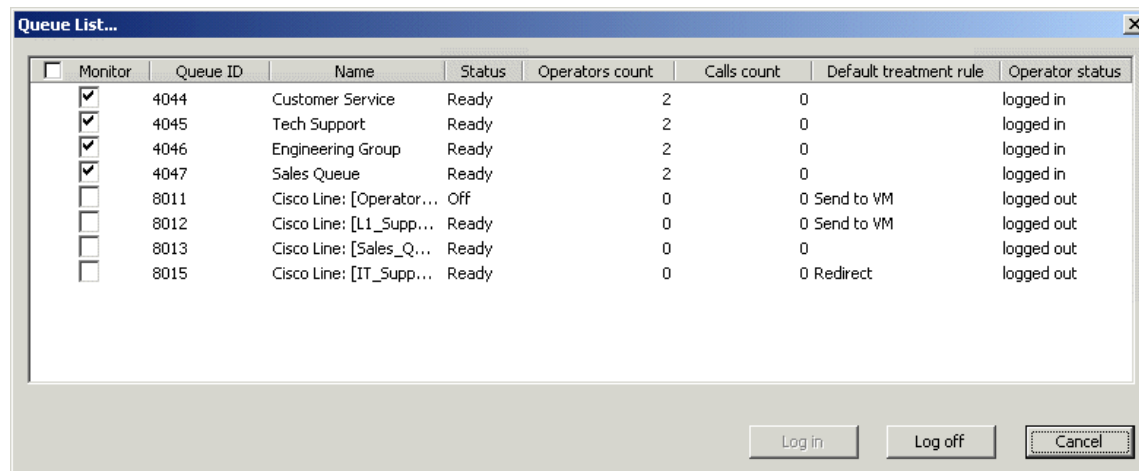 Queue List...
Monitor Queue ID Name Status Operators count Calls count Default treatment rule Operator status
4044 Customer Service Ready 2 0 logged in
4045 Tech Support Ready 2 0 logged in
4046 Engineering Group Ready 2 0 logged in
4047 Sales Queue Ready 2 0 logged in
8011 Cisco Line: [Operator... Off 0 0 Send to VM logged out
8012 Cisco Line: [L1_Supp... Ready 0 0 Send to VM logged out
8013 Cisco Line: [Sales_Q... Ready 0 0 logged out
8015 Cisco Line: [IT_Supp... Ready 0 0 Redirect logged out
Log in Log off Cancel